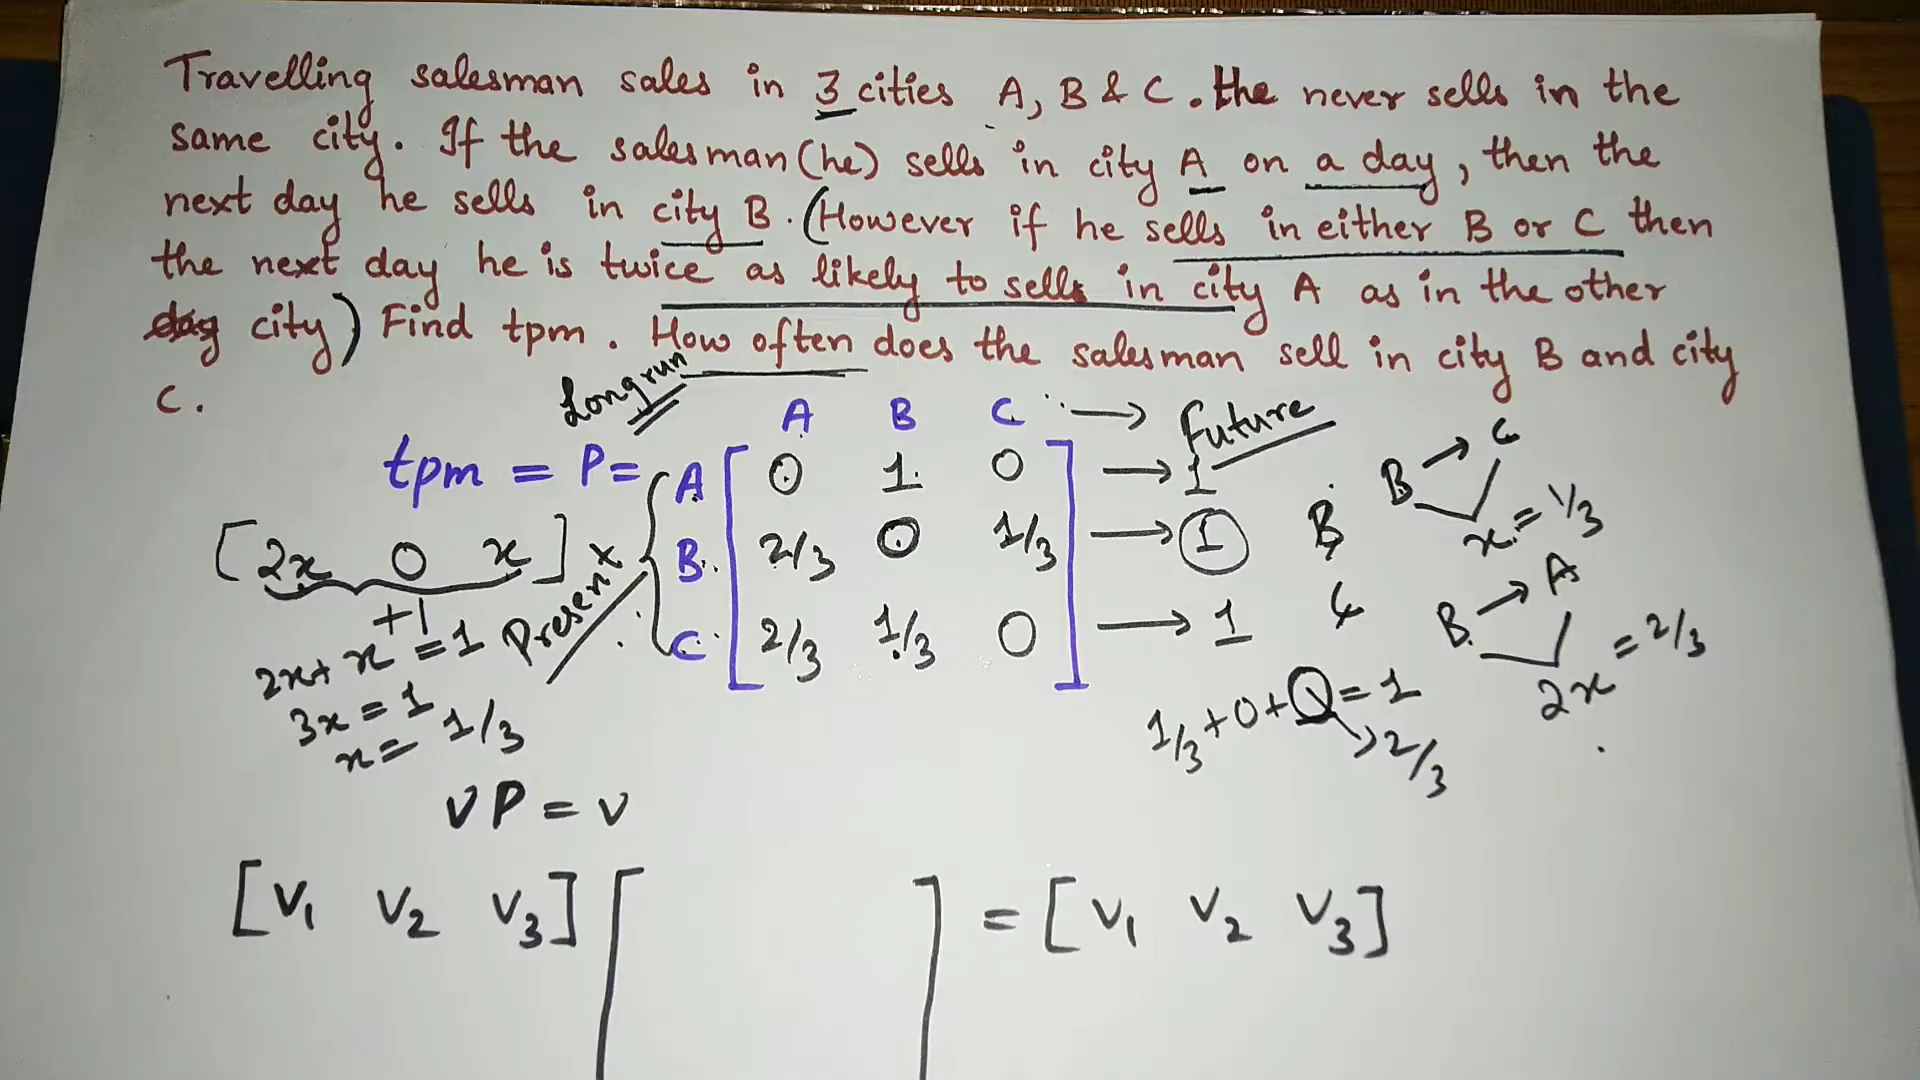 Travelling salesman sales in 3 cities A, B & C. the never sells in the
same city. If the salesman (he) sells in city A on a day, then the
next day he sells in city B. (However if he sells in either B or C then
the next day he is twice as likely to sells in city A as in the other
day city) Find tpm. How often does the salesman sell in city B and city
C.
Long run
A B C → Future
tpm = P = A [ 0 1 0 ] → 1
B 2/3 0 1/3 → 1
C 2/3 1/3 0 → 1
Present
[2x 0 x]
+1
2x + x = 1
3x = 1
x = 1/3
B
C
B → C
x = 1/3
B → A
2x = 2/3
1/3 + 0 + Q = 1
→ 2/3
VP = V
[V₁ V₂ V₃] [ ] = [V₁ V₂ V₃]